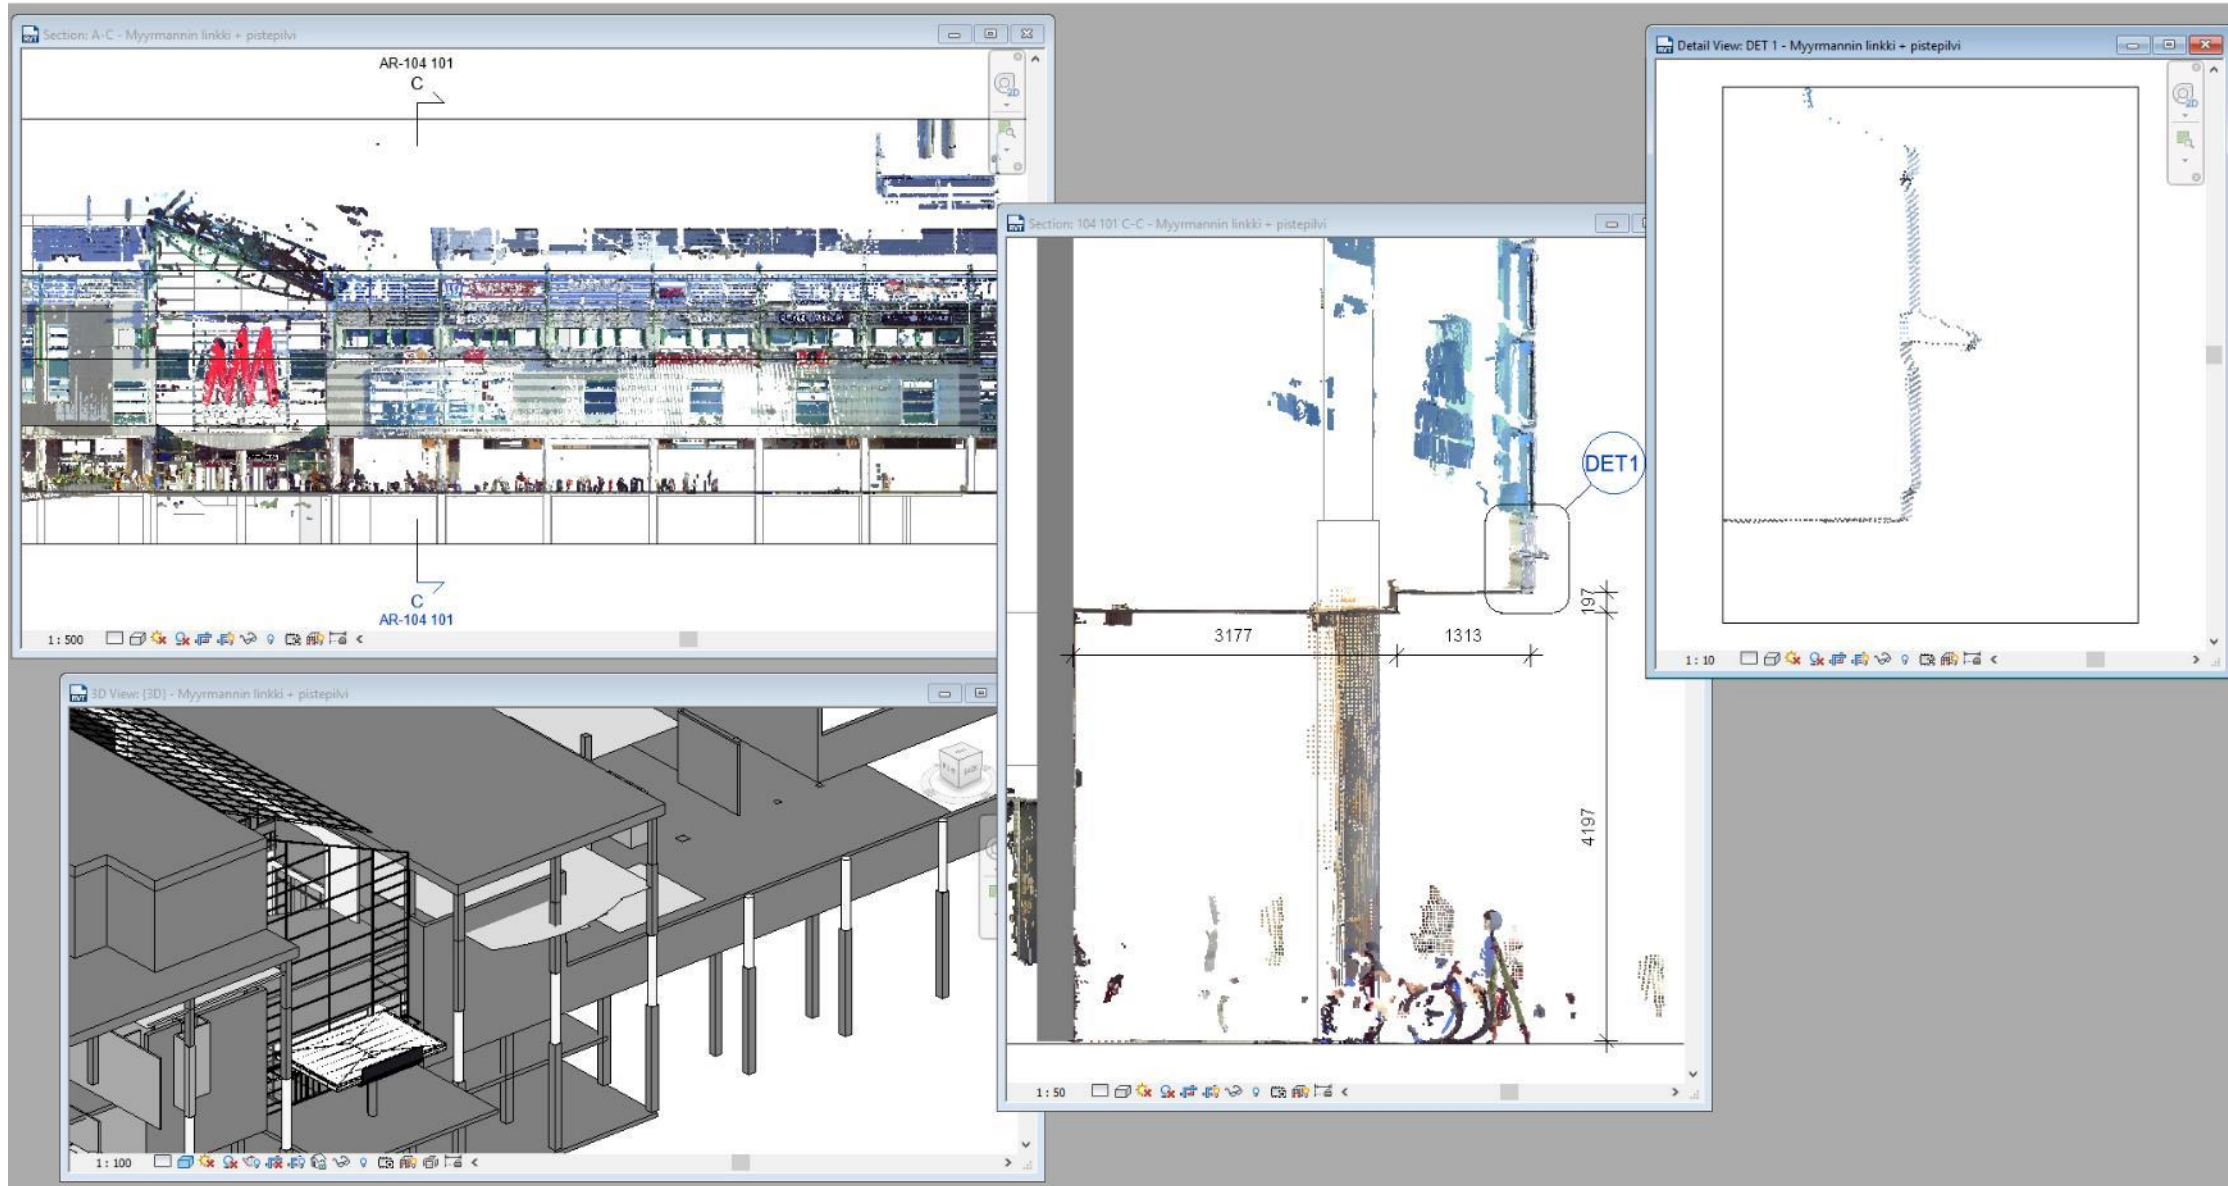 Section: A-C - Myyrmannin linkki + pistepilvi
AR-104 101
C
2D
C
AR-104 101
1 : 500
3D View: {3D} - Myyrmannin linkki + pistepilvi
1 : 100
Section: 104 101 C-C - Myyrmannin linkki + pistepilvi
DET1
197
3177
1313
4197
1 : 50
Detail View: DET 1 - Myyrmannin linkki + pistepilvi
2D
1 : 10